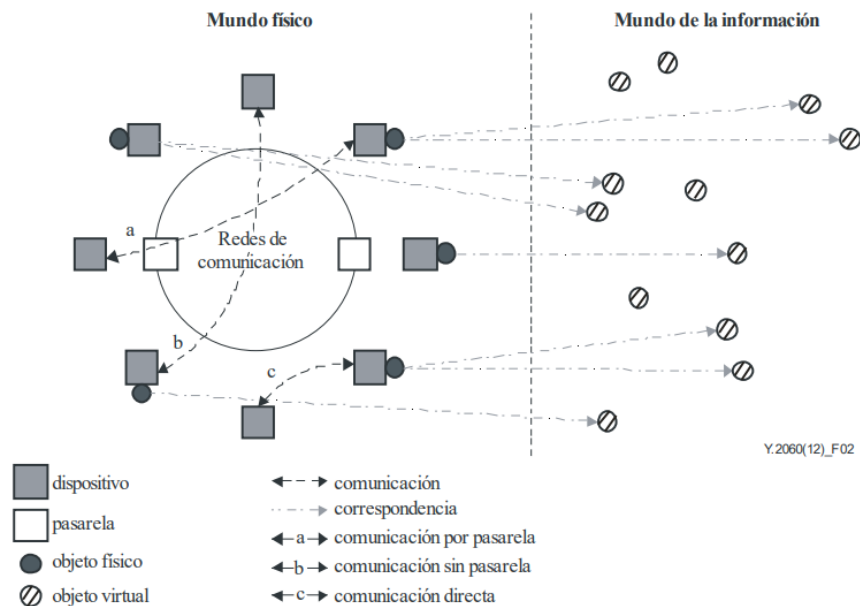 Mundo físico
Mundo de la información
a
Redes de
comunicación
b
c
Y.2060(12)_F02
dispositivo
pasarela
objeto físico
objeto virtual
comunicación
correspondencia
a comunicación por pasarela
b comunicación sin pasarela
c comunicación directa